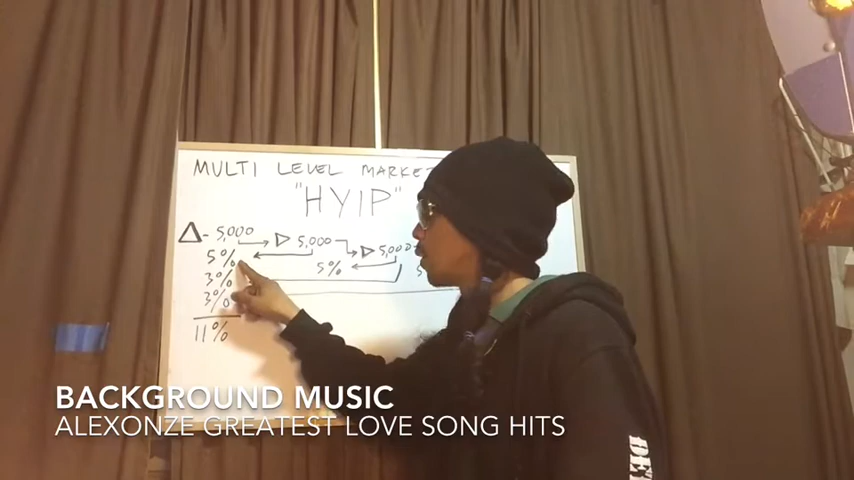 MULTI LEVEL MARKE
"HYIP"
△ - 5,000 → ▷ 5,000 → ▷ 5,000
5% 5% 5
3%
3%
11%
BACKGROUND MUSIC
ALEXONZE GREATEST LOVE SONG HITS